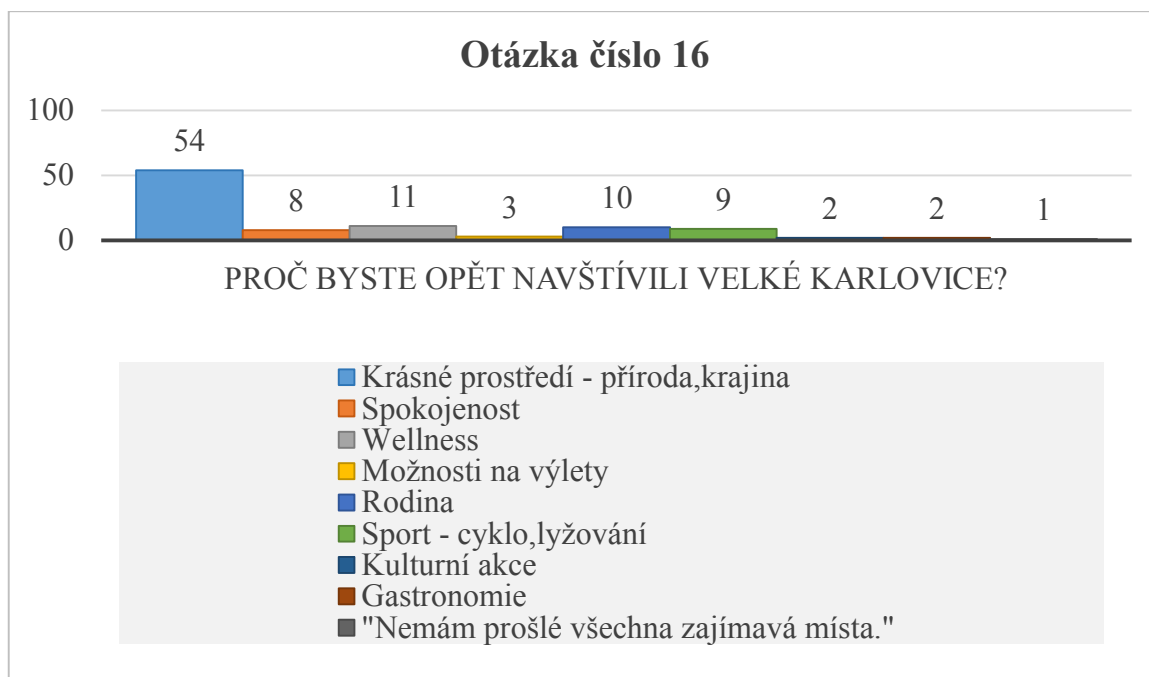 Otázka číslo 16
100
50
0
54
8
11
3
10
9
2
2
1
PROČ BYSTE OPĚT NAVŠTÍVILI VELKÉ KARLOVICE?
Krásné prostředí - příroda,krajina
Spokojenost
Wellness
Možnosti na výlety
Rodina
Sport - cyklo,lyžování
Kulturní akce
Gastronomie
"Nemám prošlé všechna zajímavá místa."